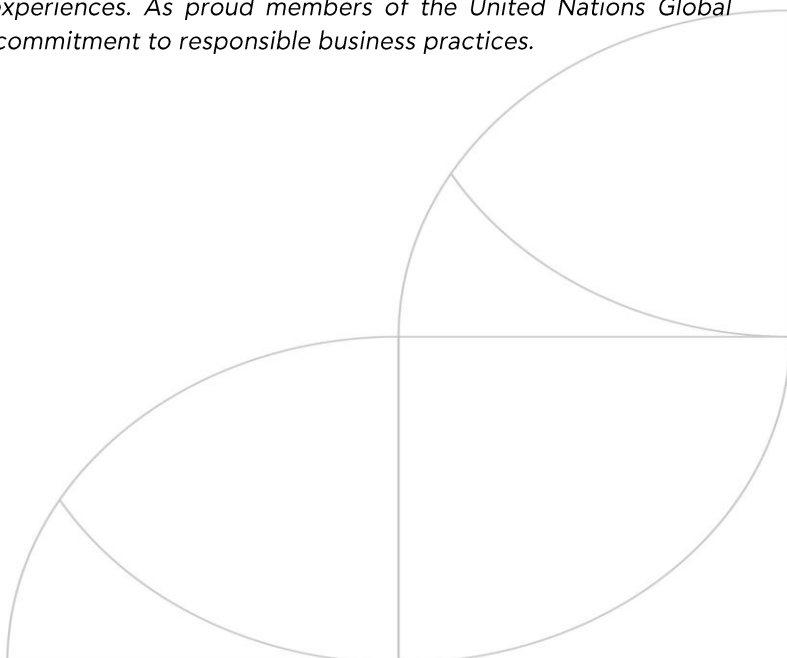 experiences. As proud members of the United Nations Global
commitment to responsible business practices.